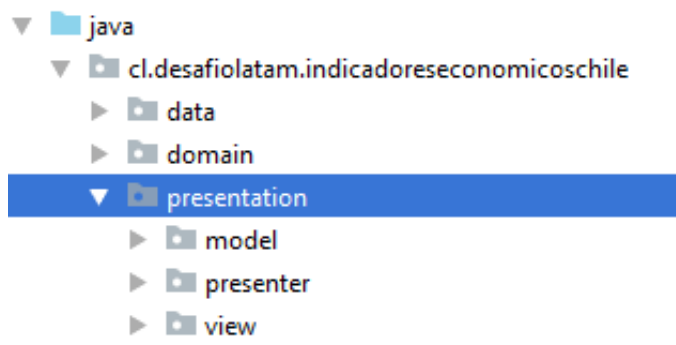 java
cl.desafiolatam.indicadoreseconomicoschile
data
domain
presentation
model
presenter
view